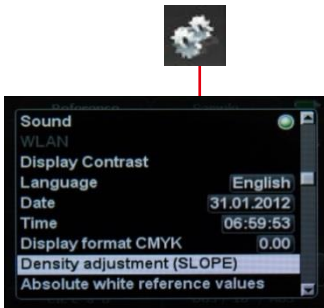 Reference
Sound
WLAN
Display Contrast
Language English
Date 31.01.2012
Time 06:59:53
Display format CMYK 0.00
Density adjustment (SLOPE)
Absolute white reference values